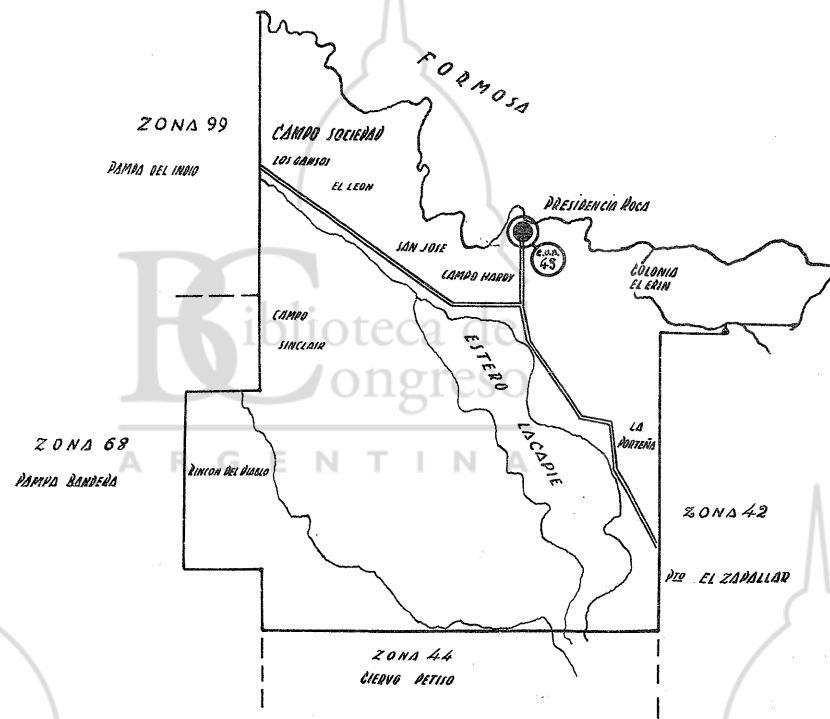 FORMOSA
ZONA 99
CAMPO SOCIEDAD
LOS GANSOS
PAMPA DEL INDIO
EL LEON
PRESIDENCIA ROCA
SAN JOSE
C.U.P.
43
CAMPO HARDY
COLONIA
EL ERIN
CAMPO
SINCLAIR
Biblioteca del
Congreso
ARGENTINA
ESTERO
LACAPIE
LA
PORTEÑA
ZONA 68
PAMPA BANDERA
RINCON DEL DIABLO
ZONA 42
PTO EL ZAPALLAR
ZONA 44
CIERVO PETISO